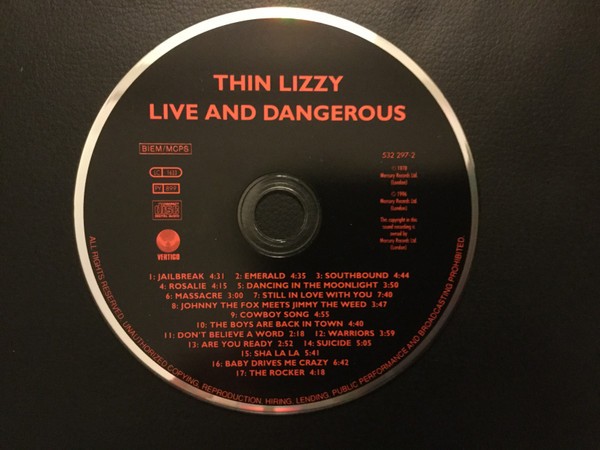 THIN LIZZY
LIVE AND DANGEROUS
BIEM/MCPS
532 297-2
℗ 1978
Mercury Records Ltd.
(London)
LC
© 1996
Mercury Records Ltd.
(London)
PY 899
COMPACT
disc
DIGITAL AUDIO
The copyright in this
sound recording is
owned by
Mercury Records Ltd.
(London)
VERTIGO
1: JAILBREAK 4:31 2: EMERALD 4:35 3: SOUTHBOUND 4:44
4: ROSALIE 4:15 5: DANCING IN THE MOONLIGHT 3:50
6: MASSACRE 3:00 7: STILL IN LOVE WITH YOU 7:40
8: JOHNNY THE FOX MEETS JIMMY THE WEED 3:47
9: COWBOY SONG 4:55
10: THE BOYS ARE BACK IN TOWN 4:40
11: DON'T BELIEVE A WORD 2:18 12: WARRIORS 3:59
13: ARE YOU READY 2:52 14: SUICIDE 5:05
15: SHA LA LA 5:41
16: BABY DRIVES ME CRAZY 6:42
17: THE ROCKER 4:18
ALL RIGHTS RESERVED. UNAUTHORIZED COPYING, REPRODUCTION, HIRING, LENDING, PUBLIC PERFORMANCE AND BROADCASTING PROHIBITED.